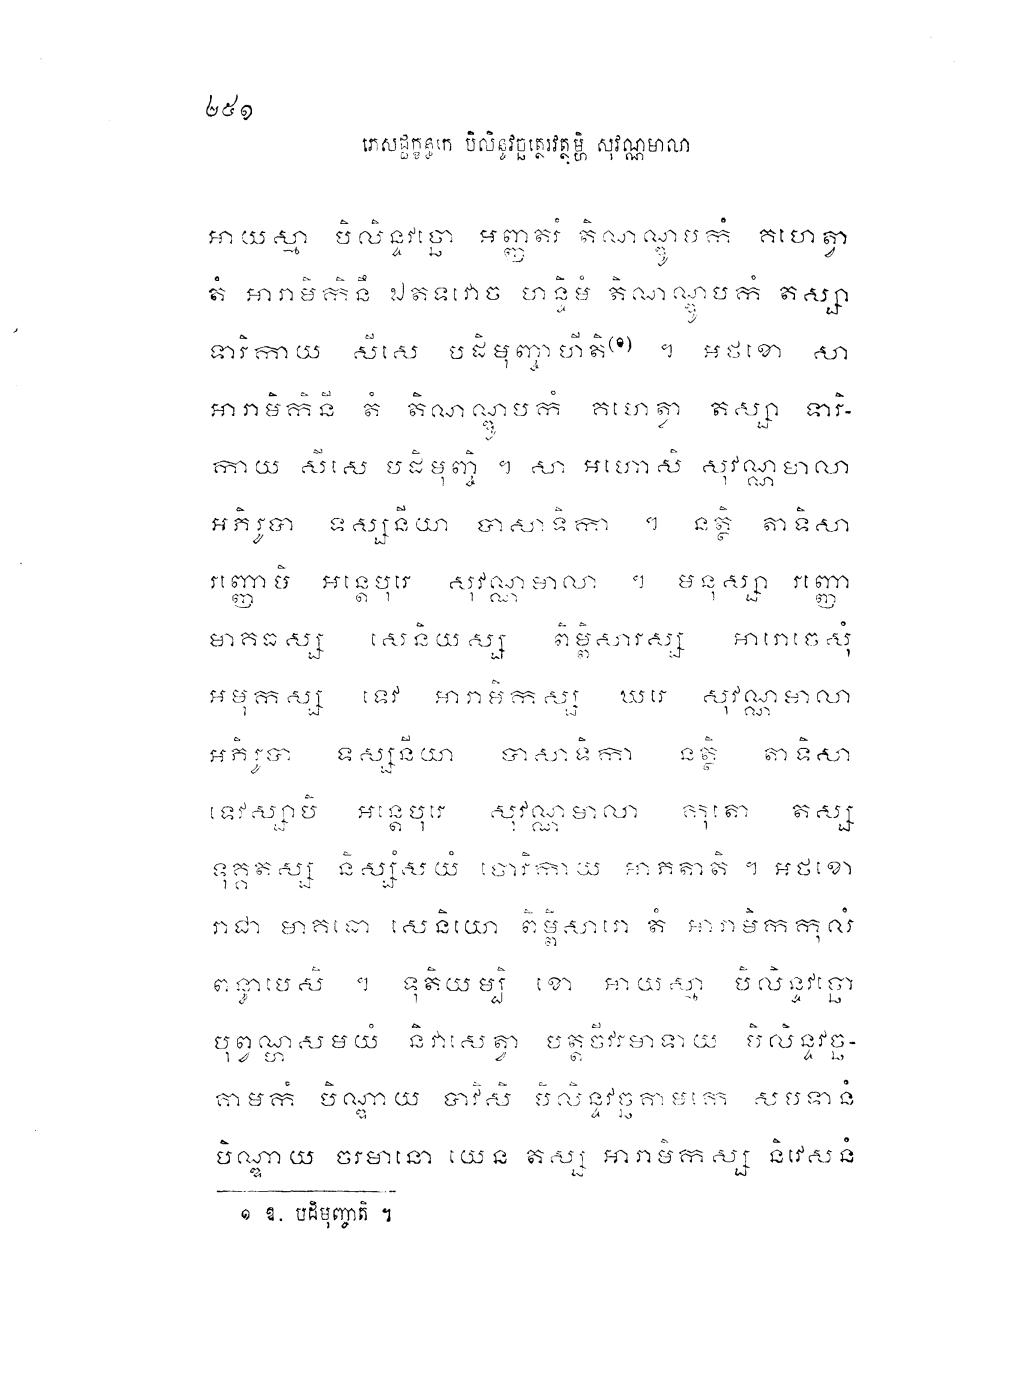 ២៥១
ភេសជ្ជក្ខន្ធកេ បិលិន្ទវច្ឆត្ថេរវត្ថុម្ហិ សុវណ្ណមាលា
អាយស្មា បិលិន្ទវច្ឆោ អញ្ញតរំ តិណណ្ឌូបកំ គហេត្វា
តំ អារាមិកិនឹ ឯតទវោច ហន្ទិមំ តិណណ្ឌូបកំ តស្សា
ទារិកាយ សីសេ បដិមុញ្ចាហីតិ(១) ។ អថខោ សា
អារាមិកិនី តំ តិណណ្ឌូបកំ គហេត្វា តស្សា ទារិ-
កាយ សីសេ បដិមុញ្ចិ ។ សា អហោសិ សុវណ្ណមាលា
អភិរូបា ទស្សនីយា បាសាទិកា ។ នត្ថិ តាទិសា
រញ្ញោបិ អន្តេបុរេ សុវណ្ណមាលា ។ មនុស្សា រញ្ញោ
មាគធស្ស សេនិយស្ស ពិម្ពិសារស្ស អារោចេសុំ
អមុកស្ស ទេវ អារាមិកស្ស ឃរេ សុវណ្ណមាលា
អភិរូបា ទស្សនីយា បាសាទិកា នត្ថិ តាទិសា
ទេវស្សាបិ អន្តេបុរេ សុវណ្ណមាលា កុតោ តស្ស
ទុគ្គតស្ស និស្សំសយំ ចោរិកាយ អាភតាតិ ។ អថខោ
រាជា មាគធោ សេនិយោ ពិម្ពិសារោ តំ អារាមិកកុលំ
ពន្ធាបេសិ ។ ទុតិយម្បិ ខោ អាយស្មា បិលិន្ទវច្ឆោ
បុព្វណ្ហសមយំ និវាសេត្វា បត្តចីវរមាទាយ បិលិន្ទវច្ឆ-
គាមកំ បិណ្ឌាយ បាវិសិ បិលិន្ទវច្ឆគាមកេ សបទានំ
បិណ្ឌាយ ចរមានោ យេន តស្ស អារាមិកស្ស និវេសនំ
១ ឱ. បដិមុញ្ចាតិ ។